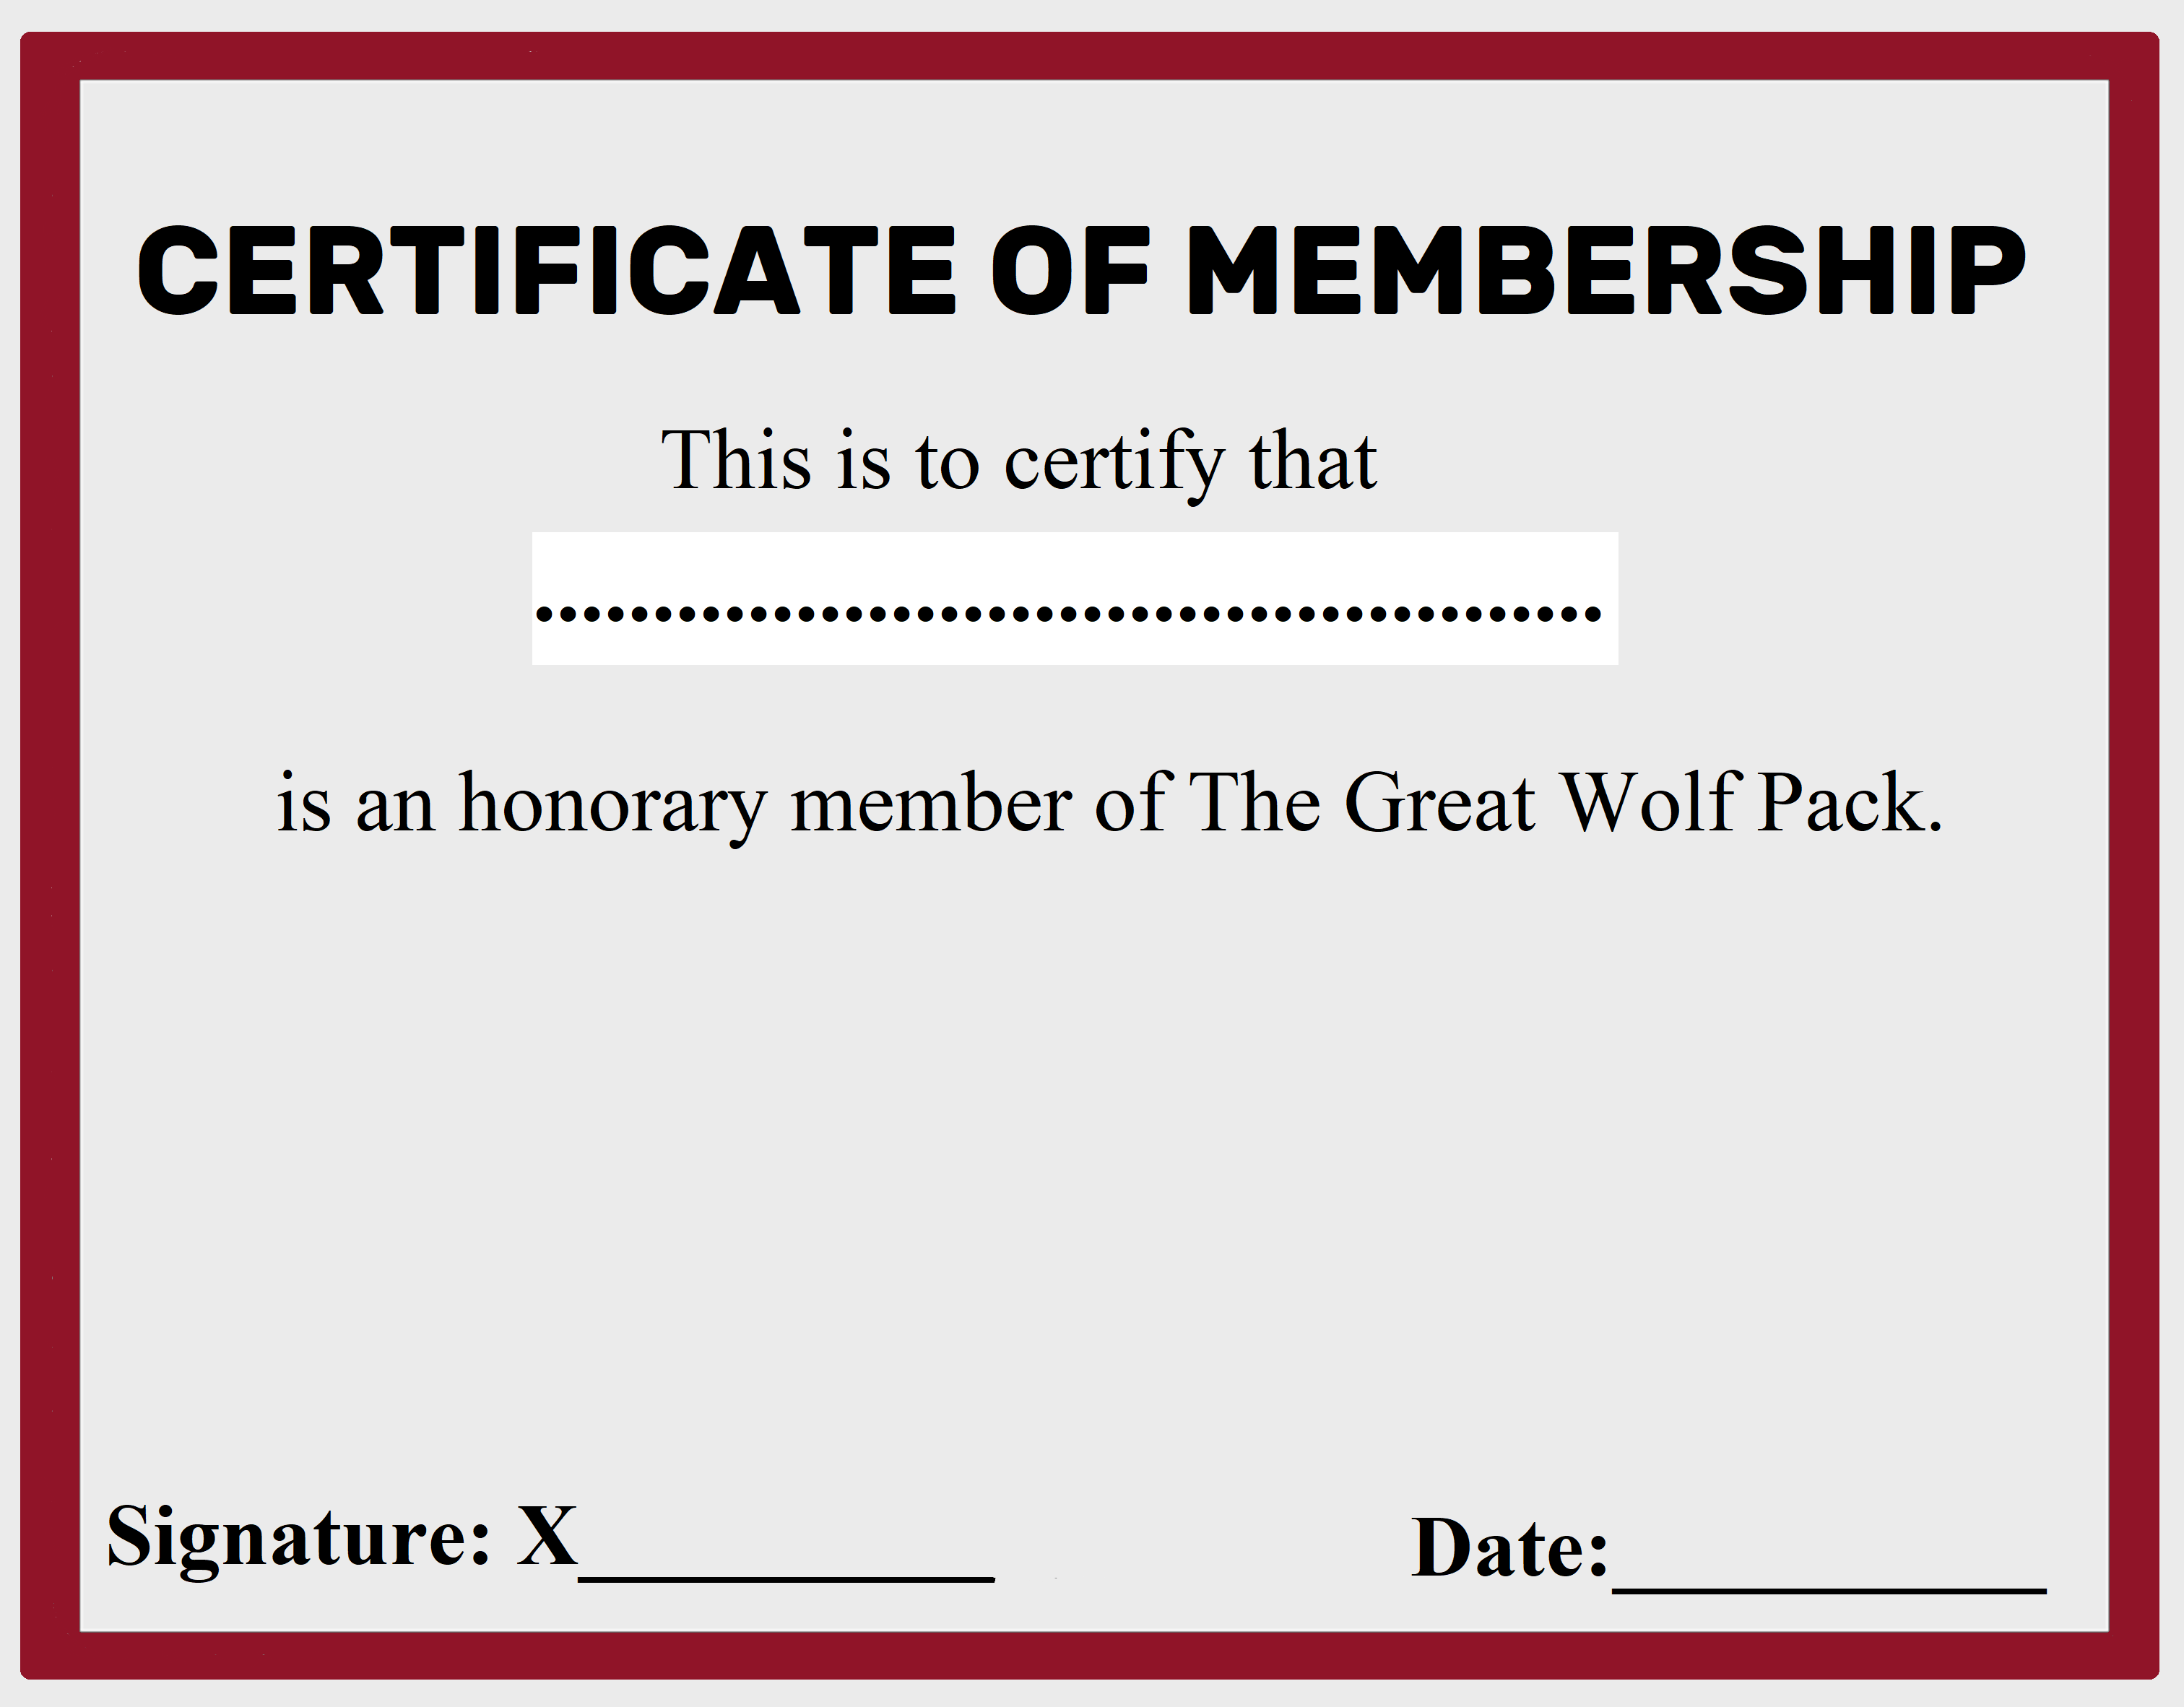 CERTIFICATE OF MEMBERSHIP
This is to certify that
.............................................
is an honorary member of The Great Wolf Pack.
Signature: X__________ Date:__________